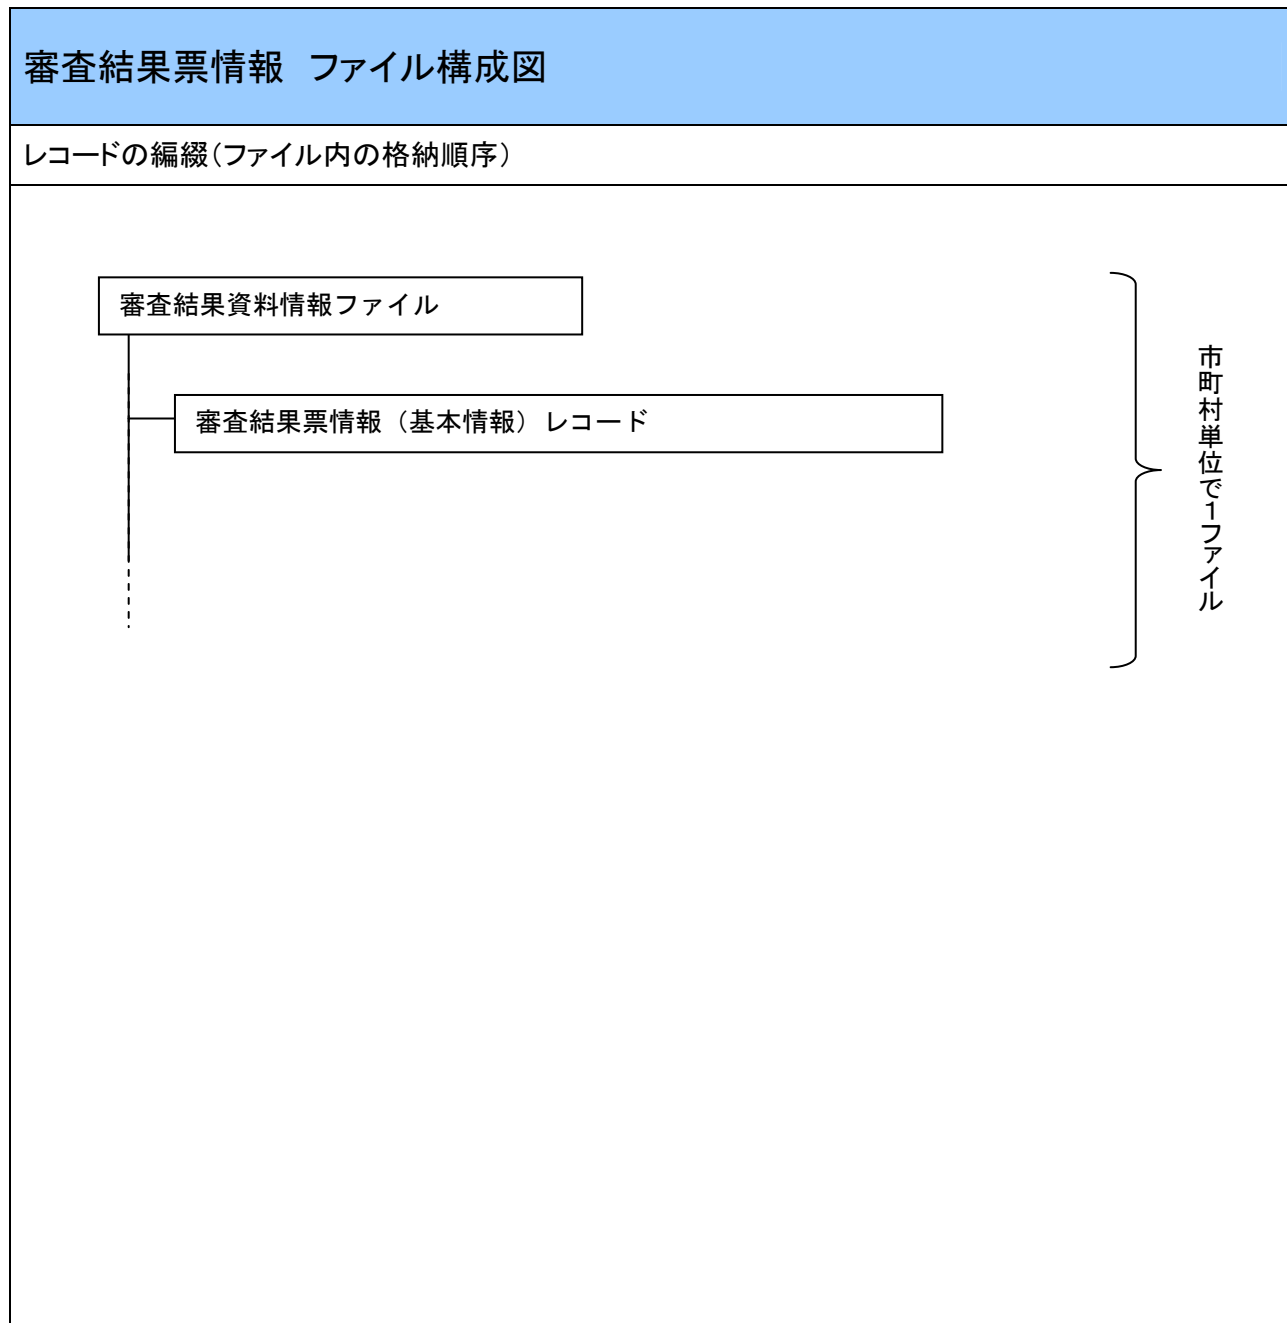 審査結果票情報　ファイル構成図
レコードの編綴（ファイル内の格納順序）
審査結果資料情報ファイル
審査結果票情報（基本情報）レコード
市町村単位で１ファイル